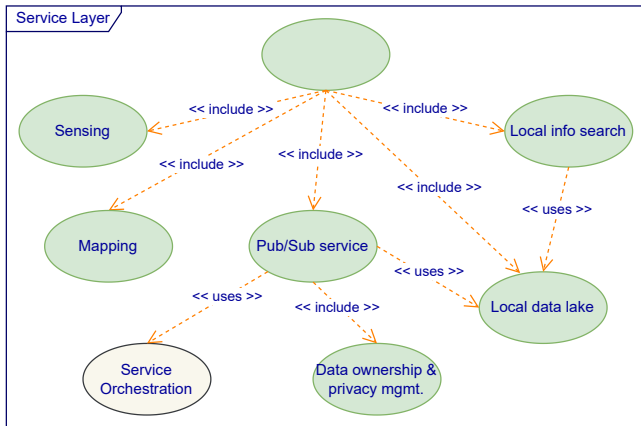 Service Layer
<< include >>
<< include >>
Sensing
Local info search
<< include >>
<< include >>
<< include >>
<< uses >>
Mapping
Pub/Sub service
<< uses >>
<< uses >>
<< include >>
Local data lake
Service
Orchestration
Data ownership &
privacy mgmt.